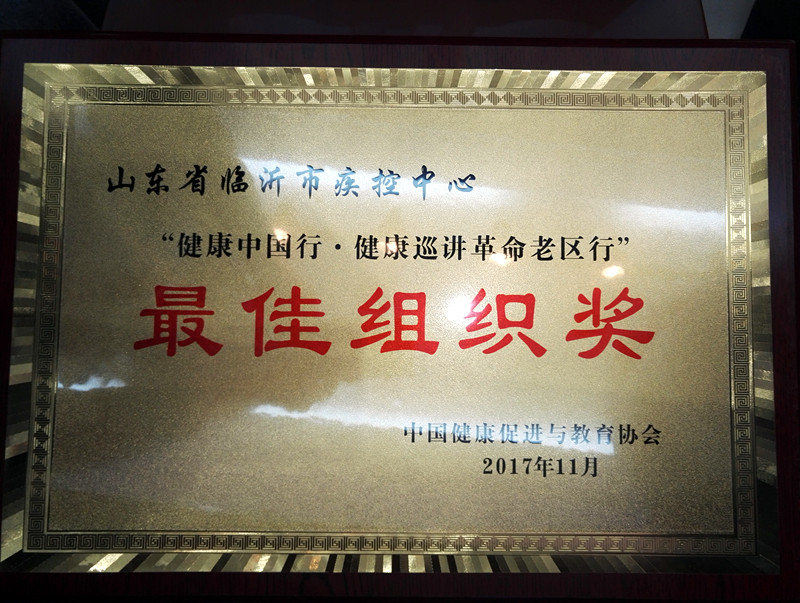 山东省临沂市疾控中心
“健康中国行·健康巡讲革命老区行”
最佳组织奖
中国健康促进与教育协会
2017年11月